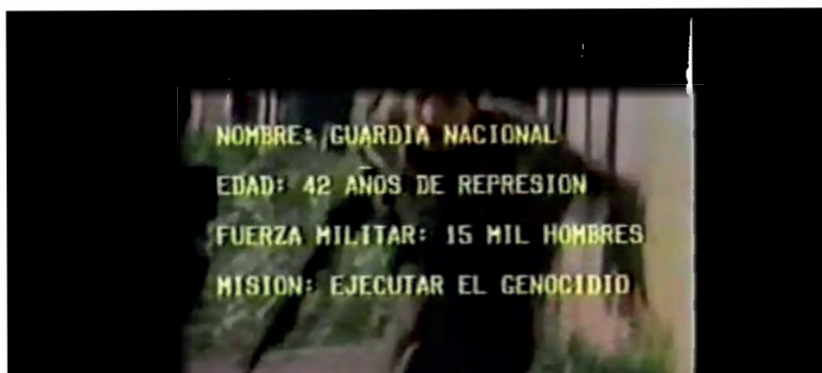 NOMBRE: GUARDIA NACIONAL
EDAD: 42 AÑOS DE REPRESION
FUERZA MILITAR: 15 MIL HOMBRES
MISION: EJECUTAR EL GENOCIDIO